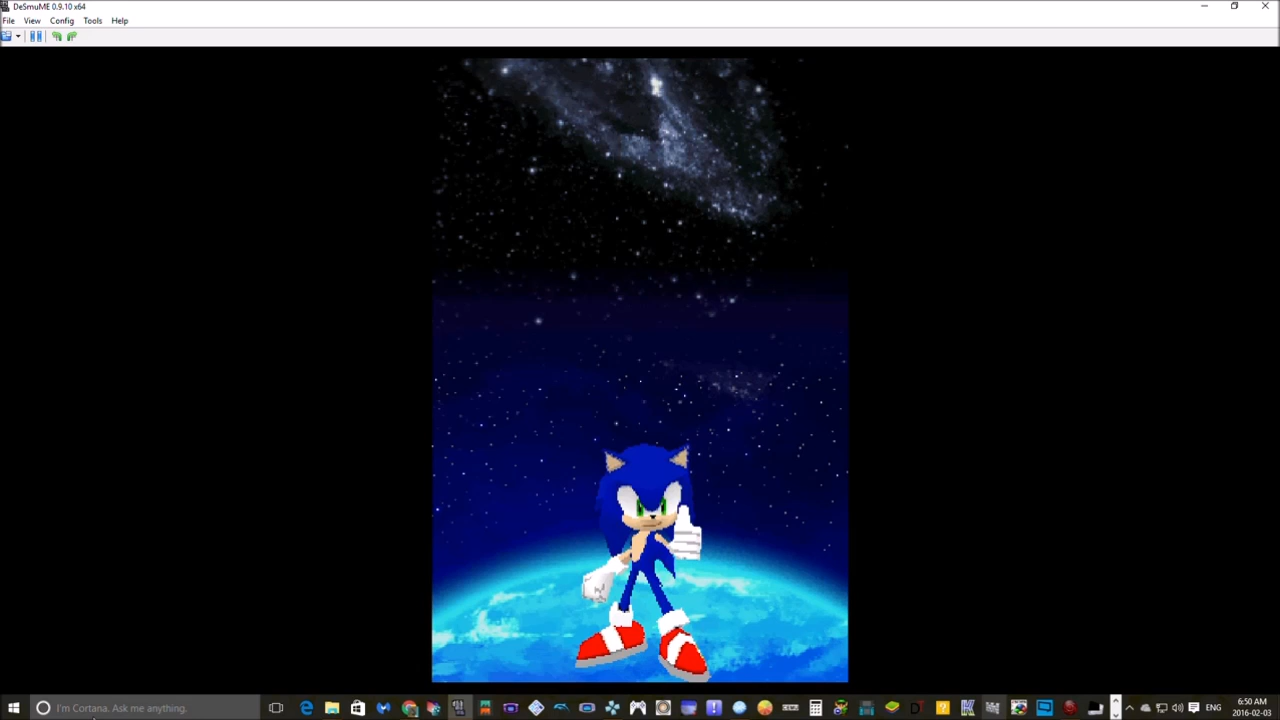 DeSmuME 0.9.10 x64
File View Config Tools Help
I'm Cortana. Ask me anything.
ENG
6:50 AM
2016-02-03